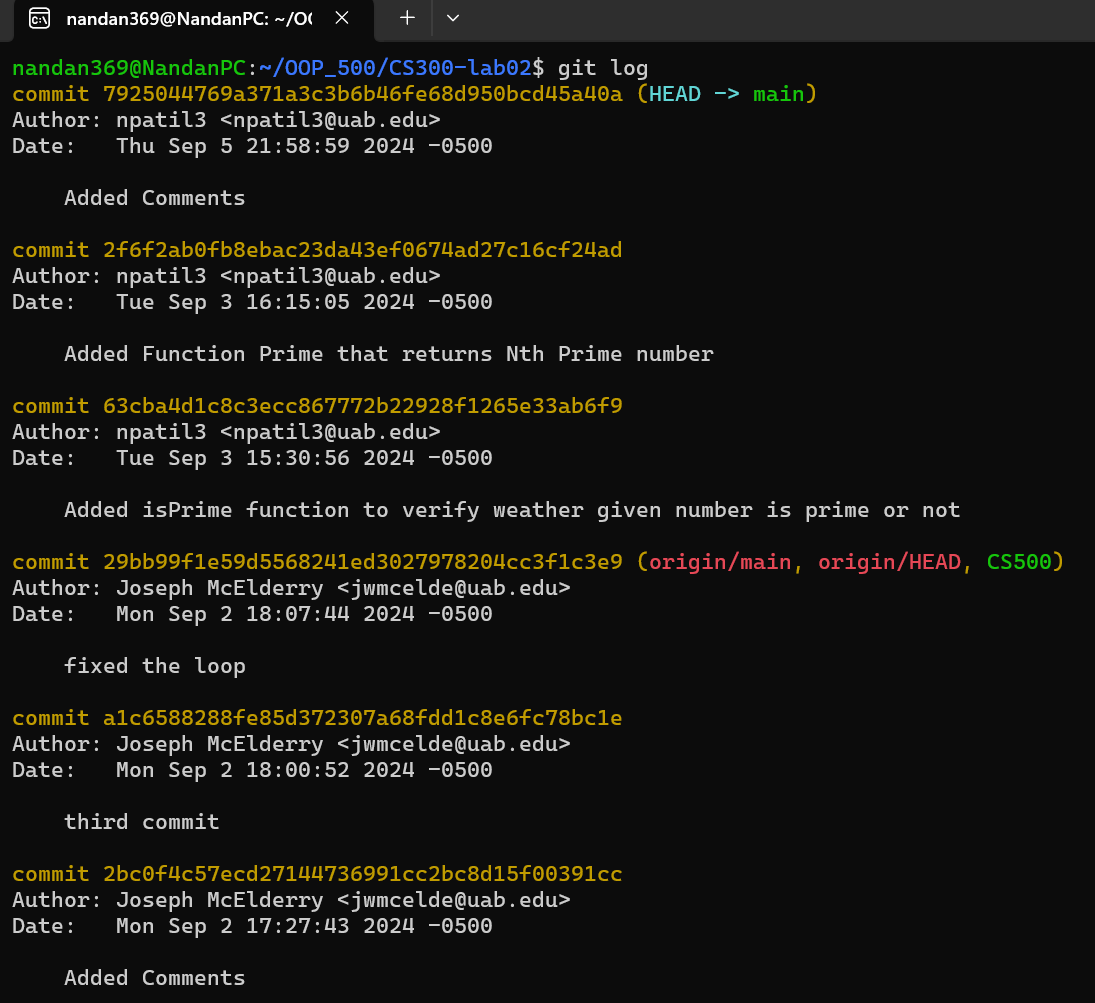 nandan369@NandanPC: ~/OO
nandan369@NandanPC:~/OOP_500/CS300-lab02$ git log
commit 7925044769a371a3c3b6b46fe68d950bcd45a40a (HEAD -> main)
Author: npatil3 <npatil3@uab.edu>
Date:   Thu Sep 5 21:58:59 2024 -0500
    Added Comments
commit 2f6f2ab0fb8ebac23da43ef0674ad27c16cf24ad
Author: npatil3 <npatil3@uab.edu>
Date:   Tue Sep 3 16:15:05 2024 -0500
    Added Function Prime that returns Nth Prime number
commit 63cba4d1c8c3ecc867772b22928f1265e33ab6f9
Author: npatil3 <npatil3@uab.edu>
Date:   Tue Sep 3 15:30:56 2024 -0500
    Added isPrime function to verify weather given number is prime or not
commit 29bb99f1e59d5568241ed3027978204cc3f1c3e9 (origin/main, origin/HEAD, CS500)
Author: Joseph McElderry <jwmcelde@uab.edu>
Date:   Mon Sep 2 18:07:44 2024 -0500
    fixed the loop
commit a1c6588288fe85d372307a68fdd1c8e6fc78bc1e
Author: Joseph McElderry <jwmcelde@uab.edu>
Date:   Mon Sep 2 18:00:52 2024 -0500
    third commit
commit 2bc0f4c57ecd27144736991cc2bc8d15f00391cc
Author: Joseph McElderry <jwmcelde@uab.edu>
Date:   Mon Sep 2 17:27:43 2024 -0500
    Added Comments